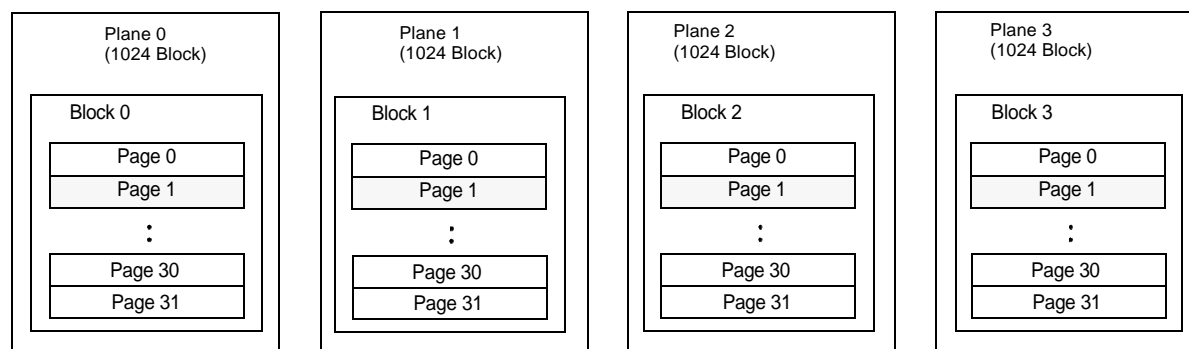 Plane 0
(1024 Block)
Block 0
Page 0
Page 1
:
Page 30
Page 31
Plane 1
(1024 Block)
Block 1
Page 0
Page 1
:
Page 30
Page 31
Plane 2
(1024 Block)
Block 2
Page 0
Page 1
:
Page 30
Page 31
Plane 3
(1024 Block)
Block 3
Page 0
Page 1
:
Page 30
Page 31